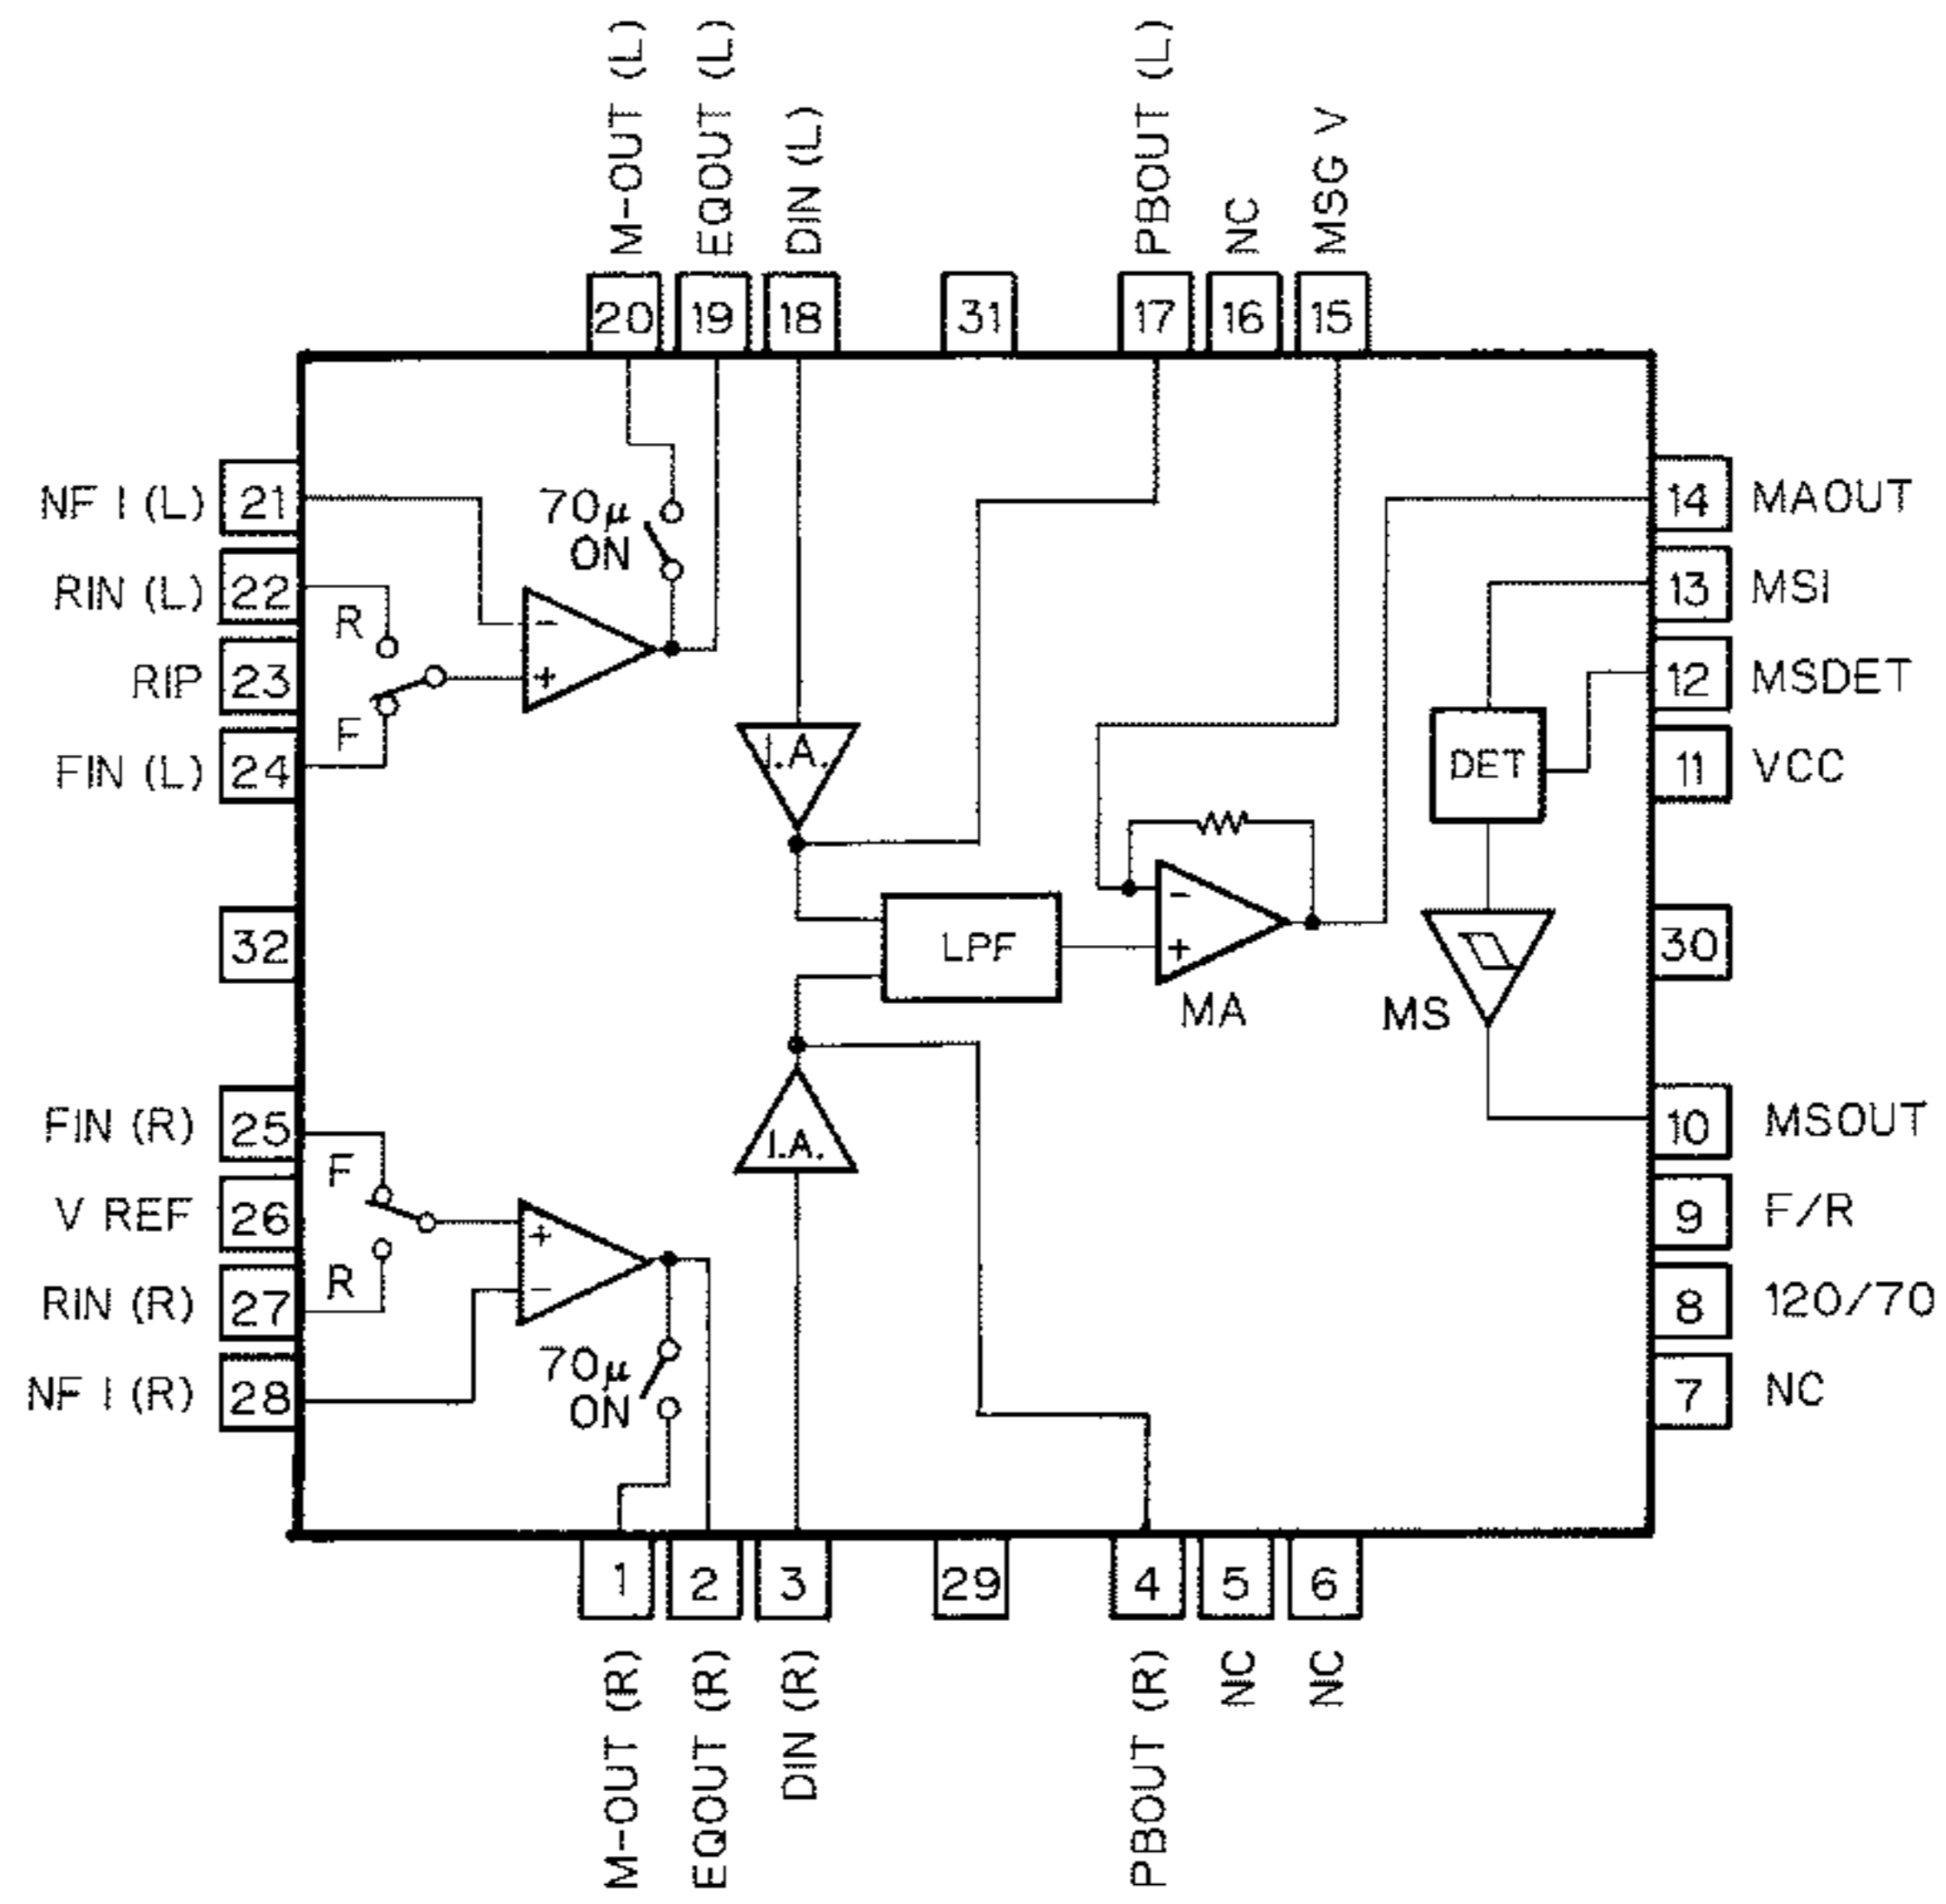 M-OUT (L)
EQOUT (L)
DIN (L)
PBOUT (L)
NC
MSG V
20
19
18
31
17
16
15
NF I (L)
21
RIN (L)
22
RIP
23
FIN (L)
24
32
FIN (R)
25
V REF
26
RIN (R)
27
NF I (R)
28
70μ
ON
R
F
-
+
I.A.
LPF
-
+
MA
DET
MS
I.A.
F
R
+
-
70μ
ON
14
MAOUT
13
MSI
12
MSDET
11
VCC
30
10
MSOUT
9
F/R
8
120/70
7
NC
1
2
3
29
4
5
6
M-OUT (R)
EQOUT (R)
DIN (R)
PBOUT (R)
NC
NC